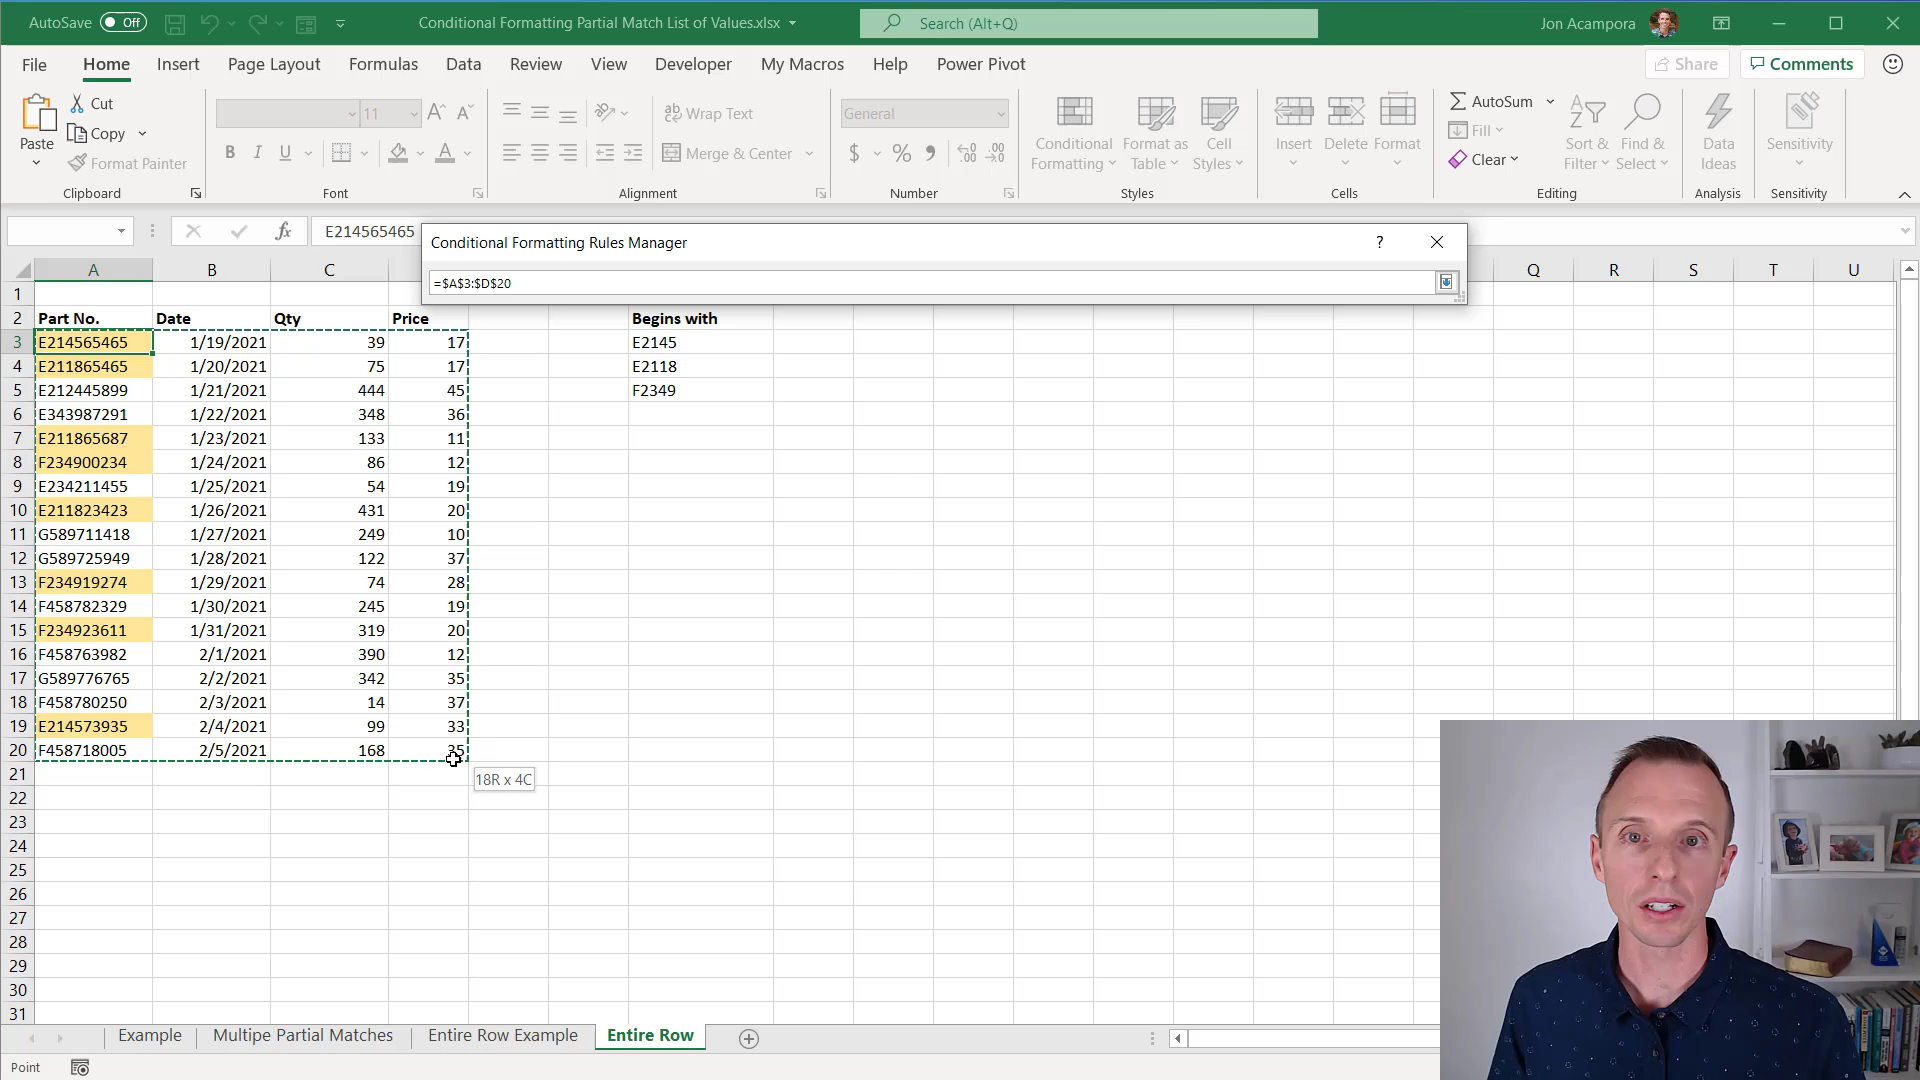 AutoSave Off Conditional Formatting Partial Match List of Values.xlsx Search (Alt+Q) Jon Acampora
File Home Insert Page Layout Formulas Data Review View Developer My Macros Help Power Pivot Share Comments
Paste Cut Copy Format Painter
11 A A B I U A
ab Wrap Text Merge & Center
General $ % 9 .00
Conditional Formatting Format as Table Cell Styles
Insert Delete Format
AutoSum Fill Clear Sort & Filter Find & Select
Data Ideas Sensitivity
Clipboard Font Alignment Number Styles Cells Editing Analysis Sensitivity
fx E214565465
Conditional Formatting Rules Manager ?
=$A$3:$D$20
A B C Q R S T U
1
2 Part No. Date Qty Price Begins with
3 E214565465 1/19/2021 39 17 E2145
4 E211865465 1/20/2021 75 17 E2118
5 E212445899 1/21/2021 444 45 F2349
6 E343987291 1/22/2021 348 36
7 E211865687 1/23/2021 133 11
8 F234900234 1/24/2021 86 12
9 E234211455 1/25/2021 54 19
10 E211823423 1/26/2021 431 20
11 G589711418 1/27/2021 249 10
12 G589725949 1/28/2021 122 37
13 F234919274 1/29/2021 74 28
14 F458782329 1/30/2021 245 19
15 F234923611 1/31/2021 319 20
16 F458763982 2/1/2021 390 12
17 G589776765 2/2/2021 342 35
18 F458780250 2/3/2021 14 37
19 E214573935 2/4/2021 99 33
20 F458718005 2/5/2021 168
21 18R x 4C
22
23
24
25
26
27
28
29
30
31
Example Multipe Partial Matches Entire Row Example Entire Row
Point